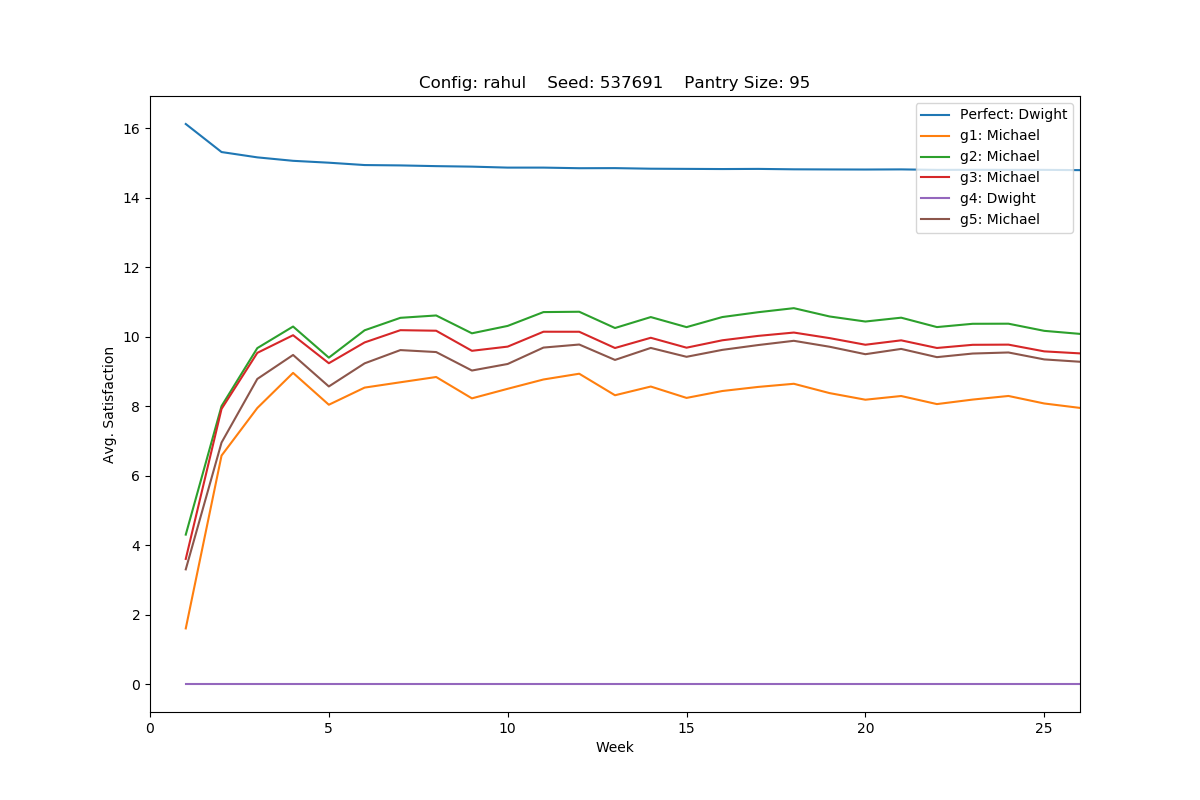 Config: rahul    Seed: 537691    Pantry Size: 95
Perfect: Dwight
g1: Michael
g2: Michael
g3: Michael
g4: Dwight
g5: Michael
Avg. Satisfaction
16
14
12
10
8
6
4
2
0
0 5 10 15 20 25
Week